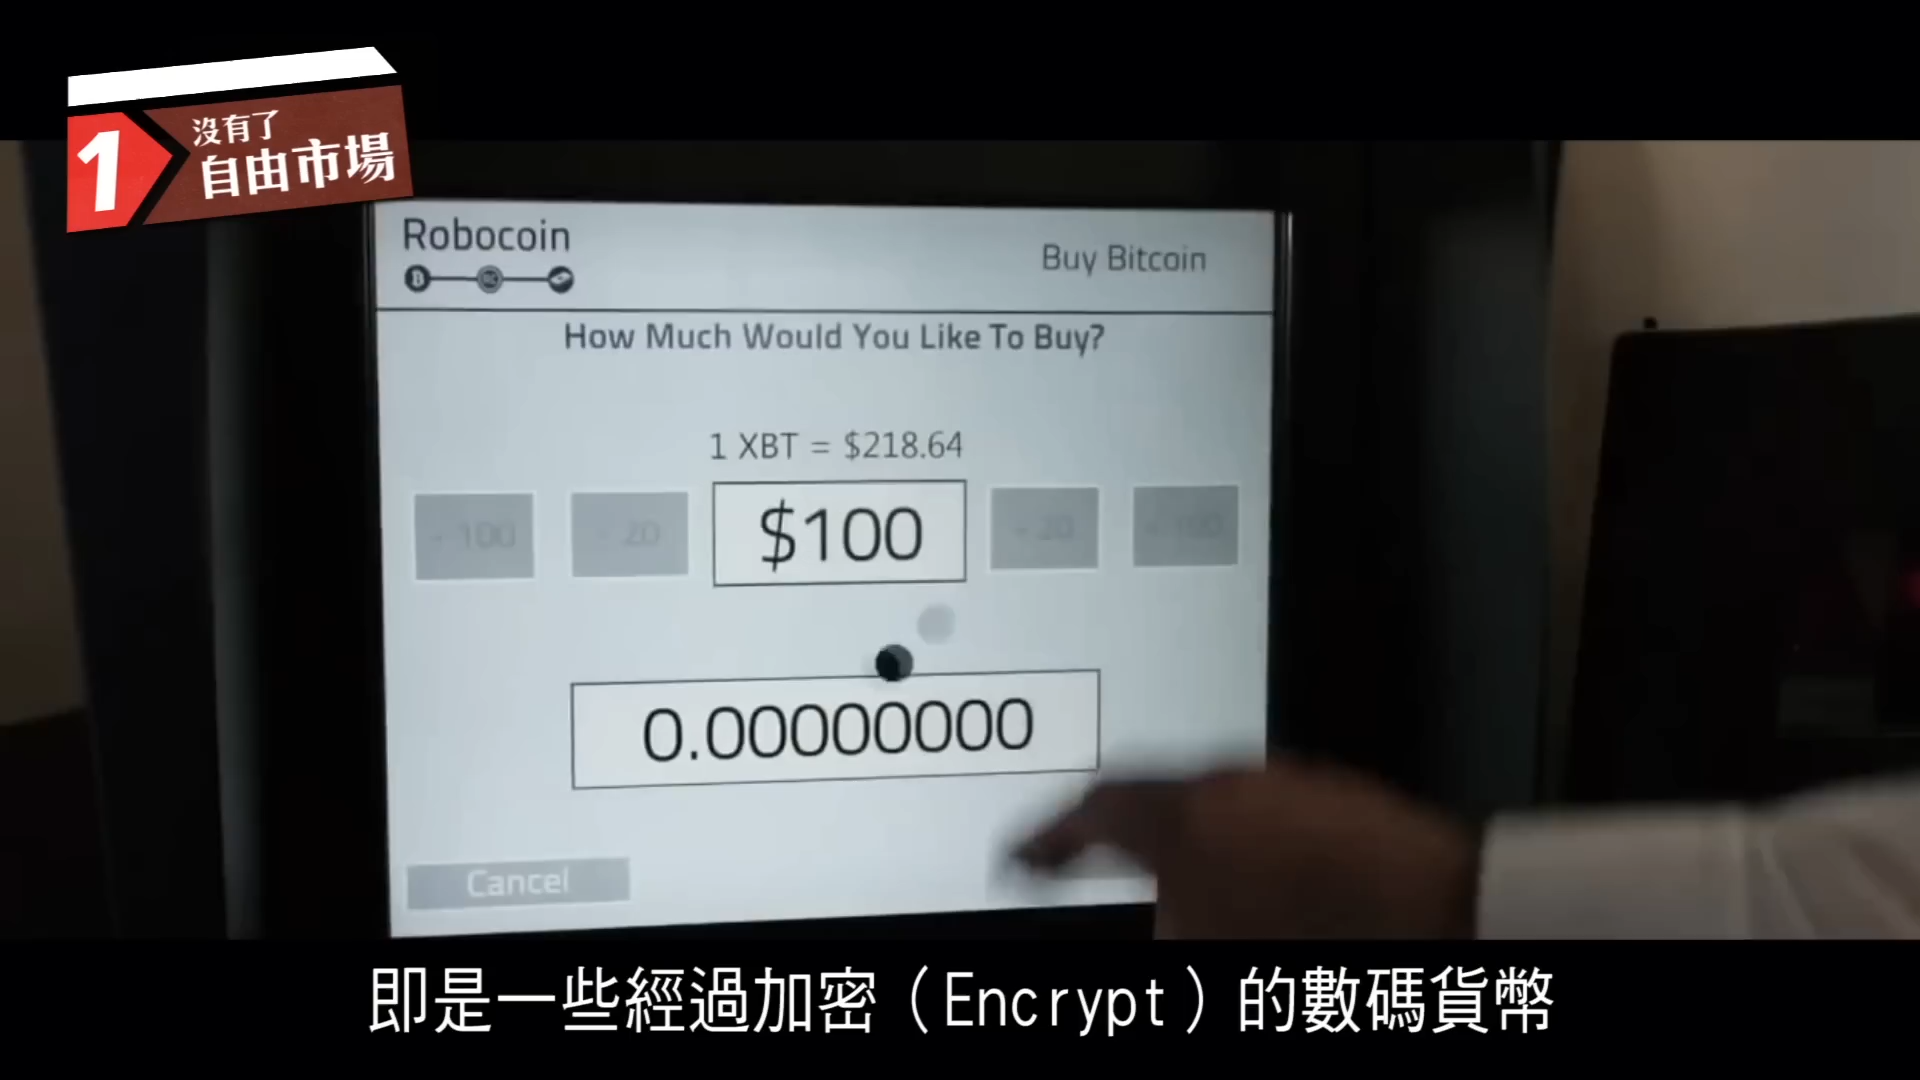 1
沒有了
自由市場
Robocoin
Buy Bitcoin
How Much Would You Like To Buy?
1 XBT = $218.64
- 100
- 20
$100
+ 20
+ 100
0.00000000
Cancel
即是一些經過加密（Encrypt）的數碼貨幣